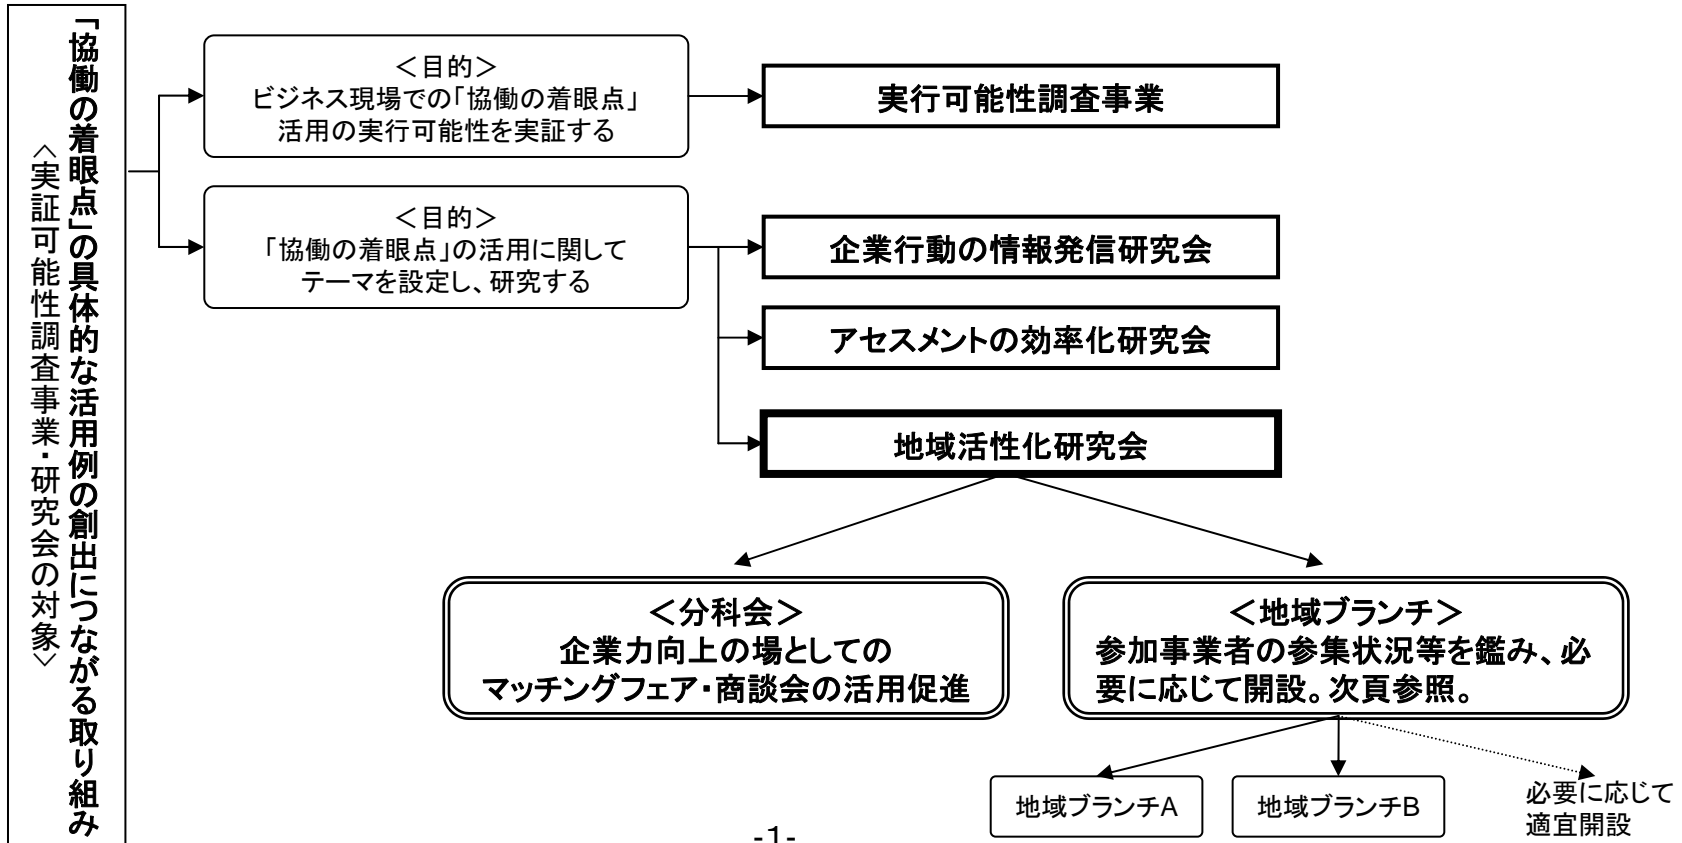 「協働の着眼点」の具体的な活用例の創出につながる取り組み
＜実証可能性調査事業・研究会の対象＞
＜目的＞
ビジネス現場での「協働の着眼点」
活用の実行可能性を実証する
実行可能性調査事業
＜目的＞
「協働の着眼点」の活用に関して
テーマを設定し、研究する
企業行動の情報発信研究会
アセスメントの効率化研究会
地域活性化研究会
＜分科会＞
企業力向上の場としての
マッチングフェア・商談会の活用促進
＜地域ブランチ＞
参加事業者の参集状況等を鑑み、必
要に応じて開設。次頁参照。
地域ブランチA
地域ブランチB
必要に応じて
適宜開設
-1-